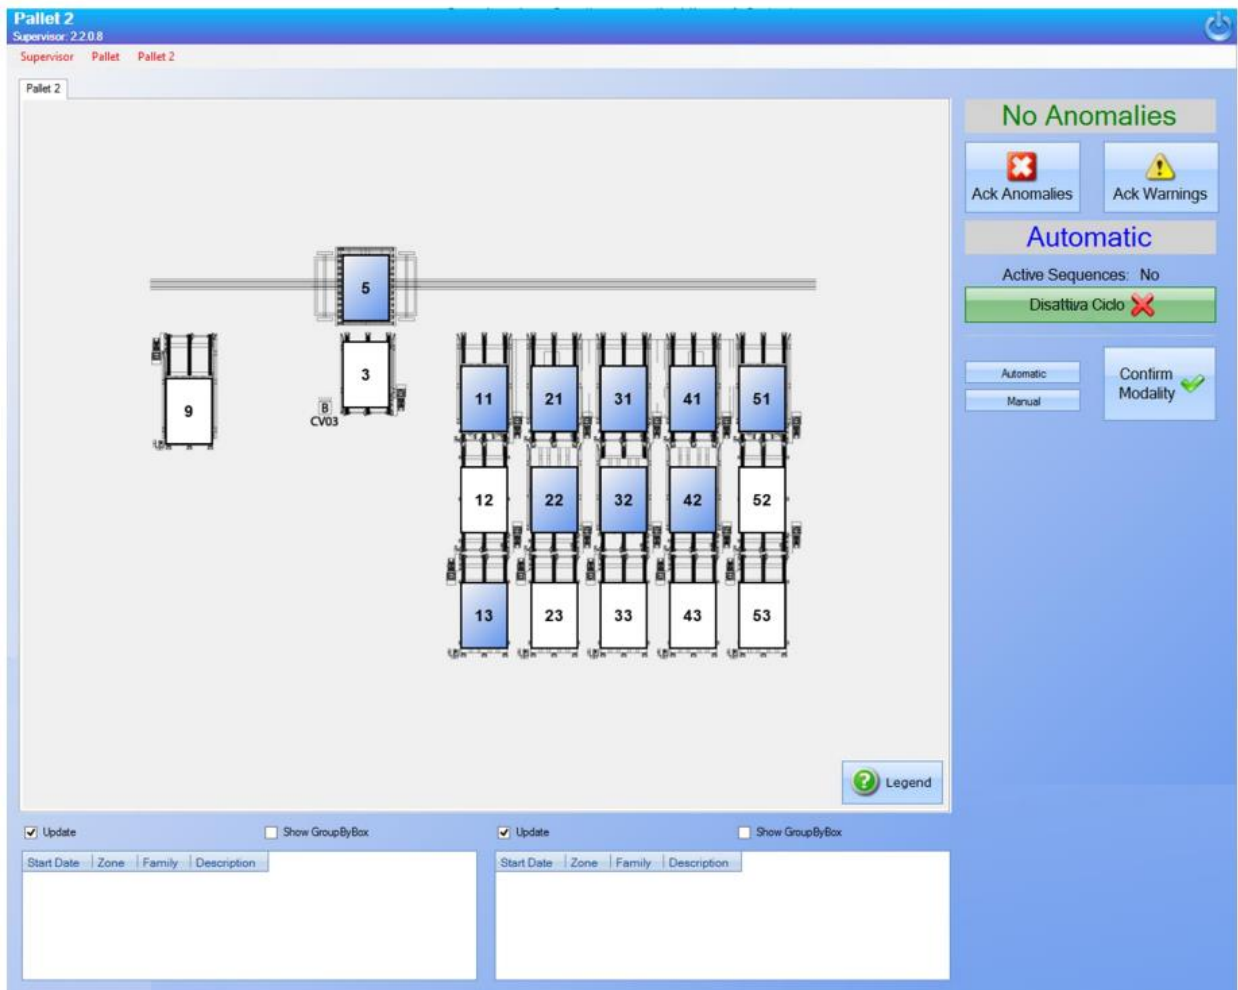 Pallet 2
Supervisor: 2.2.0.8
Supervisor Pallet Pallet 2
Pallet 2
No Anomalies
Ack Anomalies
Ack Warnings
Automatic
Active Sequences: No
Disattiva Ciclo
Automatic
Manual
Confirm
Modality
5
3
9
B
CV03
11 21 31 41 51
12 22 32 42 52
13 23 33 43 53
Legend
Update Show GroupByBox Update Show GroupByBox
Start Date Zone Family Description Start Date Zone Family Description